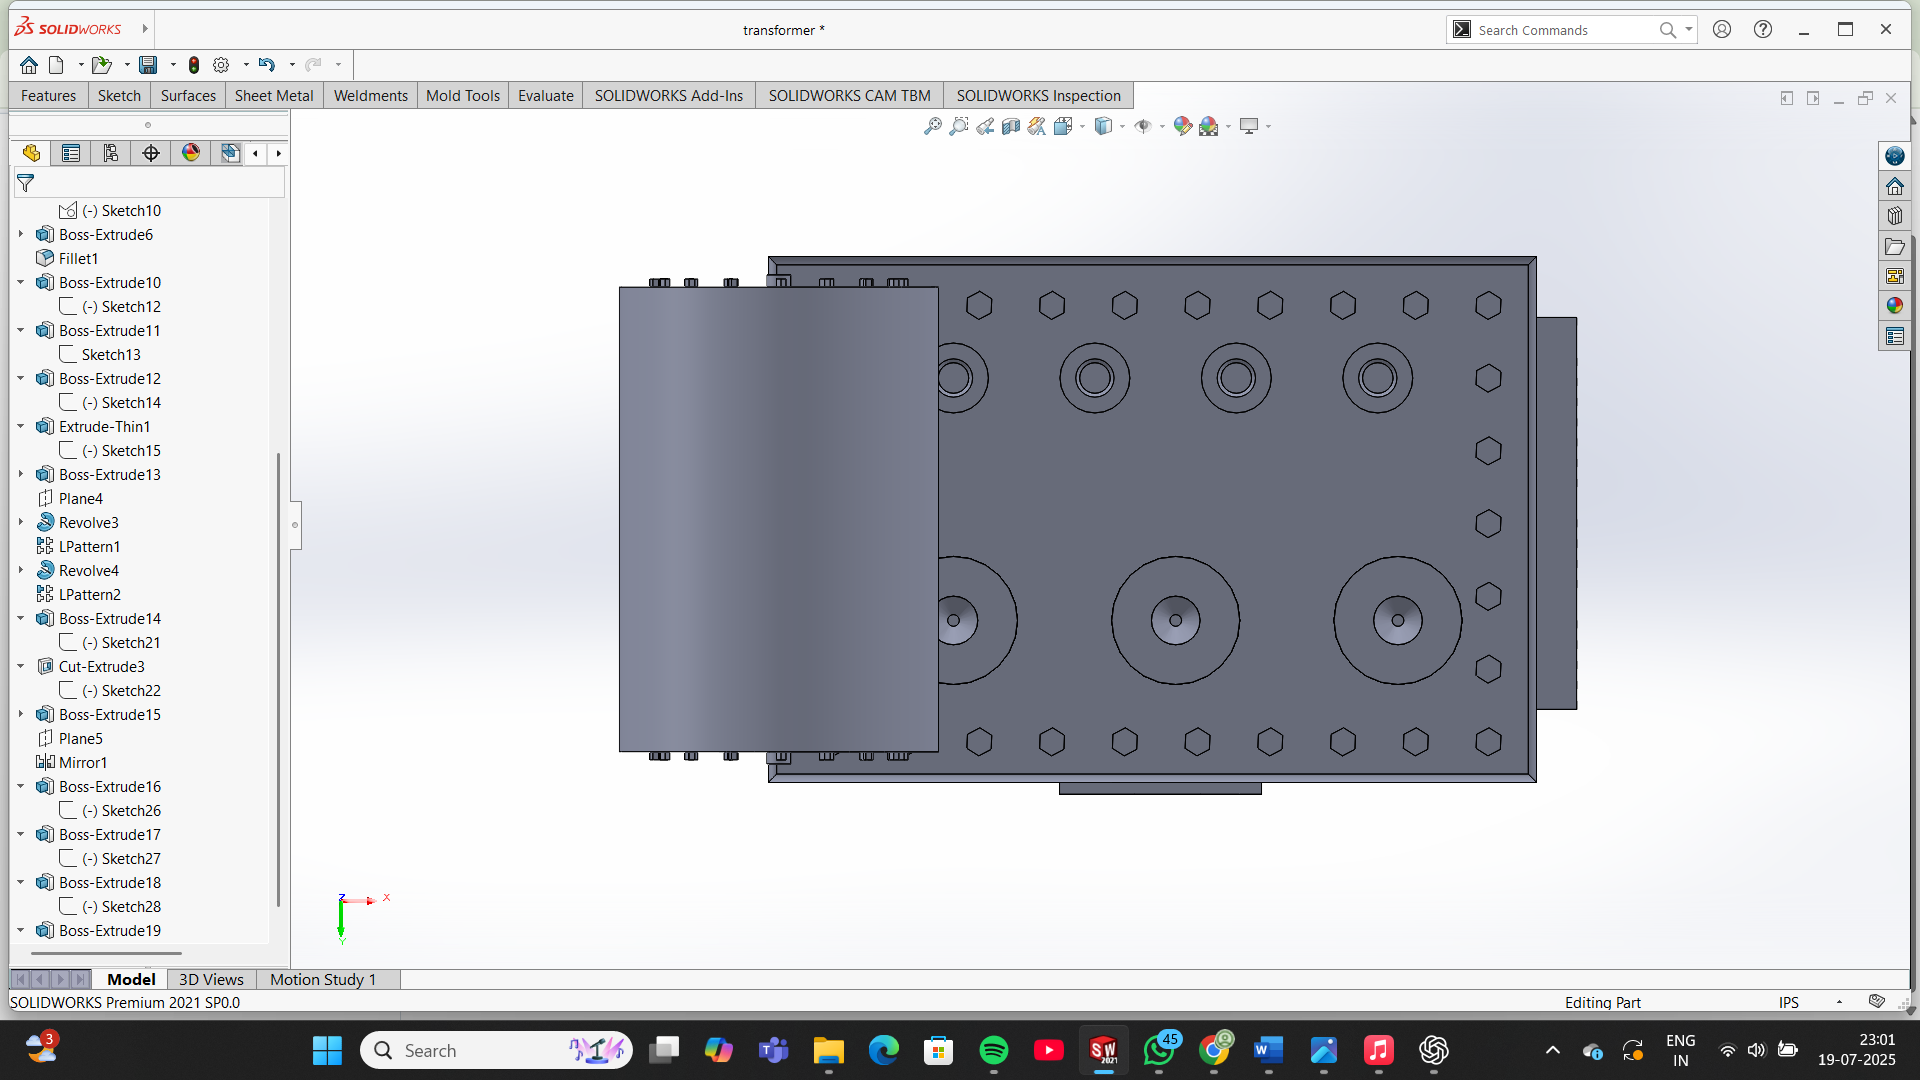 SOLIDWORKS
transformer *
Search Commands
Features
Sketch
Surfaces
Sheet Metal
Weldments
Mold Tools
Evaluate
SOLIDWORKS Add-Ins
SOLIDWORKS CAM TBM
SOLIDWORKS Inspection
(-) Sketch10
Boss-Extrude6
Fillet1
Boss-Extrude10
(-) Sketch12
Boss-Extrude11
Sketch13
Boss-Extrude12
(-) Sketch14
Extrude-Thin1
(-) Sketch15
Boss-Extrude13
Plane4
Revolve3
LPattern1
Revolve4
LPattern2
Boss-Extrude14
(-) Sketch21
Cut-Extrude3
(-) Sketch22
Boss-Extrude15
Plane5
Mirror1
Boss-Extrude16
(-) Sketch26
Boss-Extrude17
(-) Sketch27
Boss-Extrude18
(-) Sketch28
Boss-Extrude19
Z
X
Y
Model
3D Views
Motion Study 1
SOLIDWORKS Premium 2021 SP0.0
Editing Part
IPS
3
Search
SW
2021
45
W
ENG
IN
23:01
19-07-2025